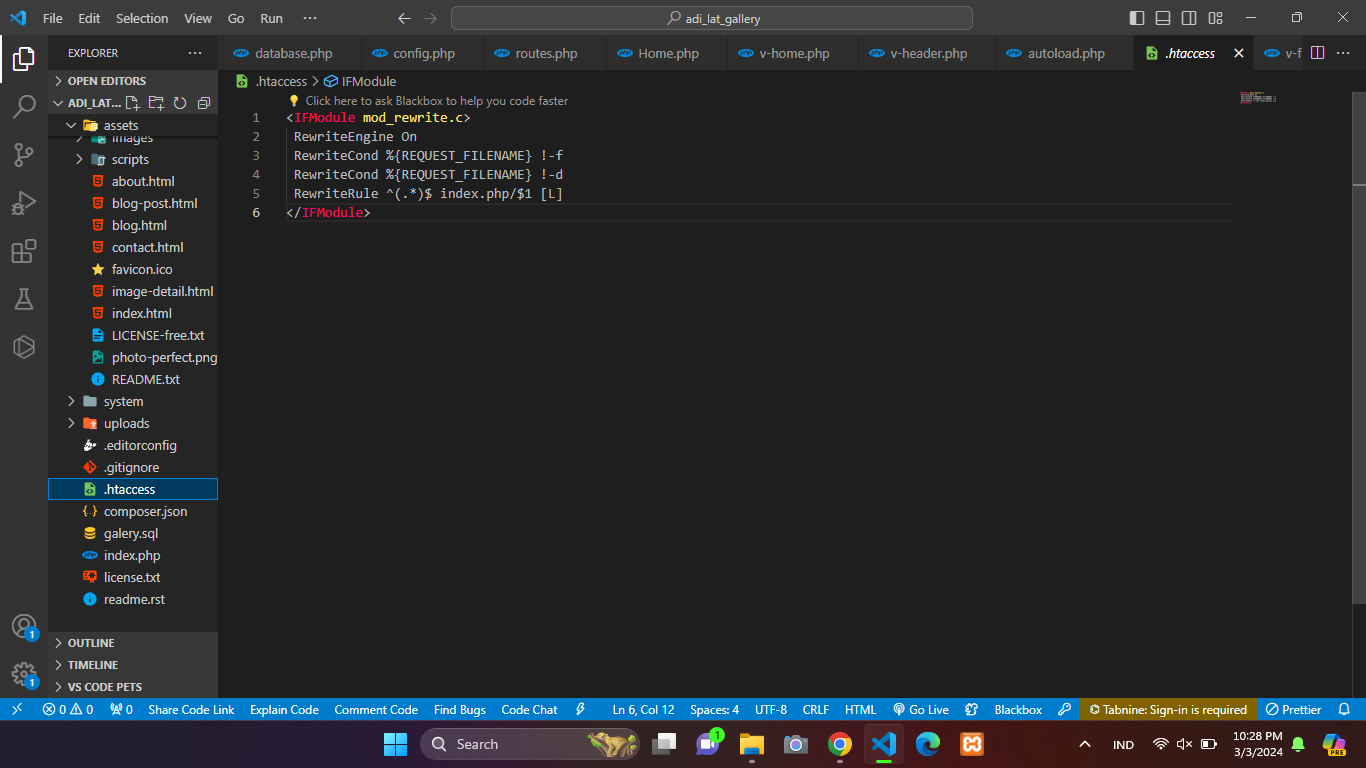 File Edit Selection View Go Run ··· adi_lat_gallery
EXPLORER ···
OPEN EDITORS
ADI_LAT...
assets
images
scripts
about.html
blog-post.html
blog.html
contact.html
favicon.ico
image-detail.html
index.html
LICENSE-free.txt
photo-perfect.png
README.txt
system
uploads
.editorconfig
.gitignore
.htaccess
composer.json
galery.sql
index.php
license.txt
readme.rst
OUTLINE
TIMELINE
VS CODE PETS
1
1
database.php config.php routes.php Home.php v-home.php v-header.php autoload.php .htaccess v-f ···
.htaccess > IFModule
Click here to ask Blackbox to help you code faster
1 <IFModule mod_rewrite.c>
2 RewriteEngine On
3 RewriteCond %{REQUEST_FILENAME} !-f
4 RewriteCond %{REQUEST_FILENAME} !-d
5 RewriteRule ^(.*)$ index.php/$1 [L]
6 </IFModule>
0 0 0 Share Code Link Explain Code Comment Code Find Bugs Code Chat Ln 6, Col 12 Spaces: 4 UTF-8 CRLF HTML Go Live Blackbox Tabnine: Sign-in is required Prettier
Search 1 IND 10:28 PM
3/3/2024
PRE